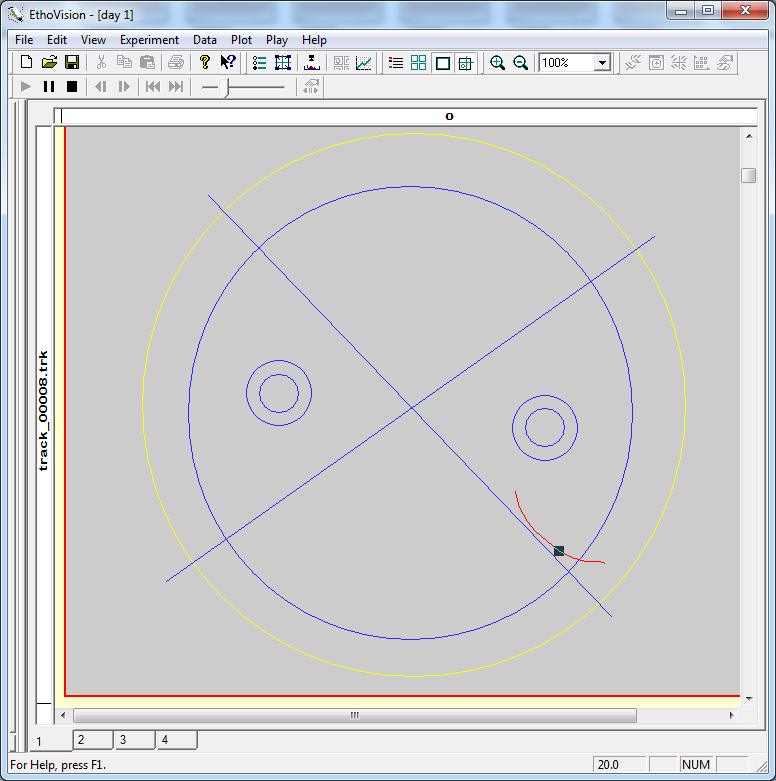 EthoVision - [day 1]
File Edit View Experiment Data Plot Play Help
100%
o
track_00008.trk
1 2 3 4
For Help, press F1.
20.0
NUM